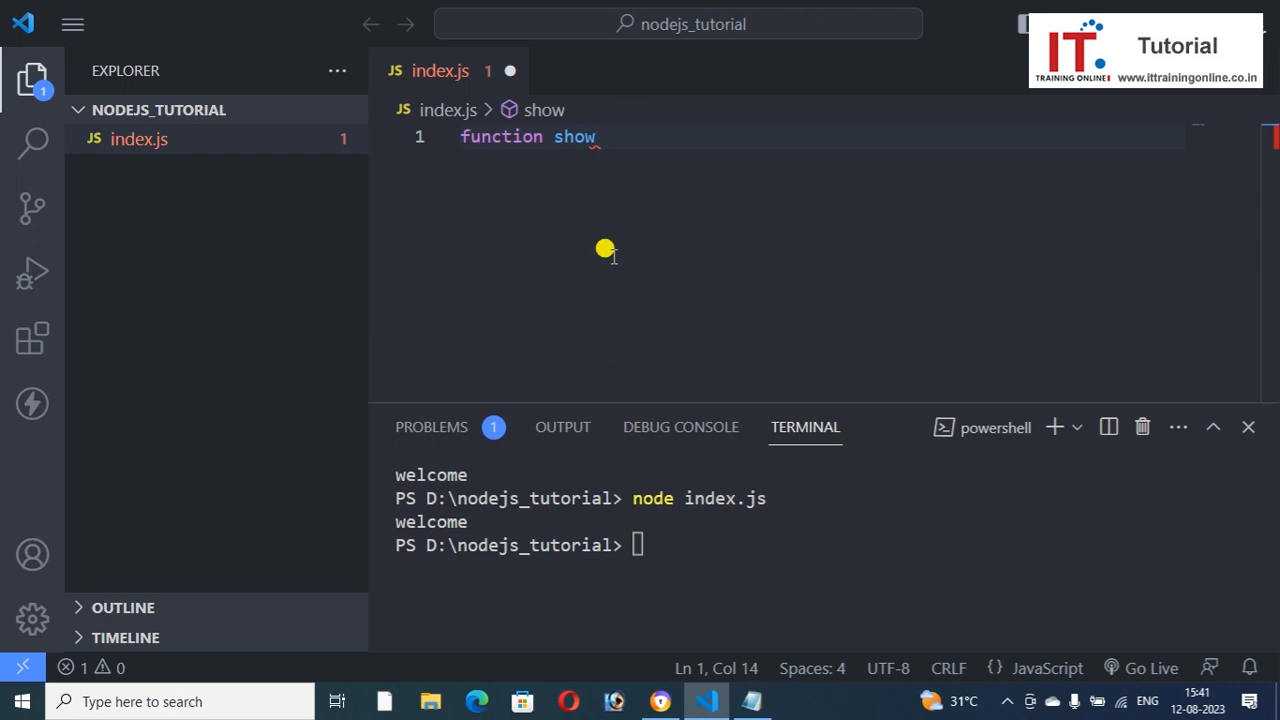 nodejs_tutorial
IT
TRAINING ONLINE
Tutorial
www.ittrainingonline.co.in
EXPLORER
JS index.js 1
1
NODEJS_TUTORIAL
JS index.js > show
JS index.js 1
1 function show
PROBLEMS 1 OUTPUT DEBUG CONSOLE TERMINAL powershell
welcome
PS D:\nodejs_tutorial> node index.js
welcome
PS D:\nodejs_tutorial>
OUTLINE
TIMELINE
1 0 Ln 1, Col 14 Spaces: 4 UTF-8 CRLF {} JavaScript Go Live
Type here to search
31°C
ENG
15:41
12-08-2023